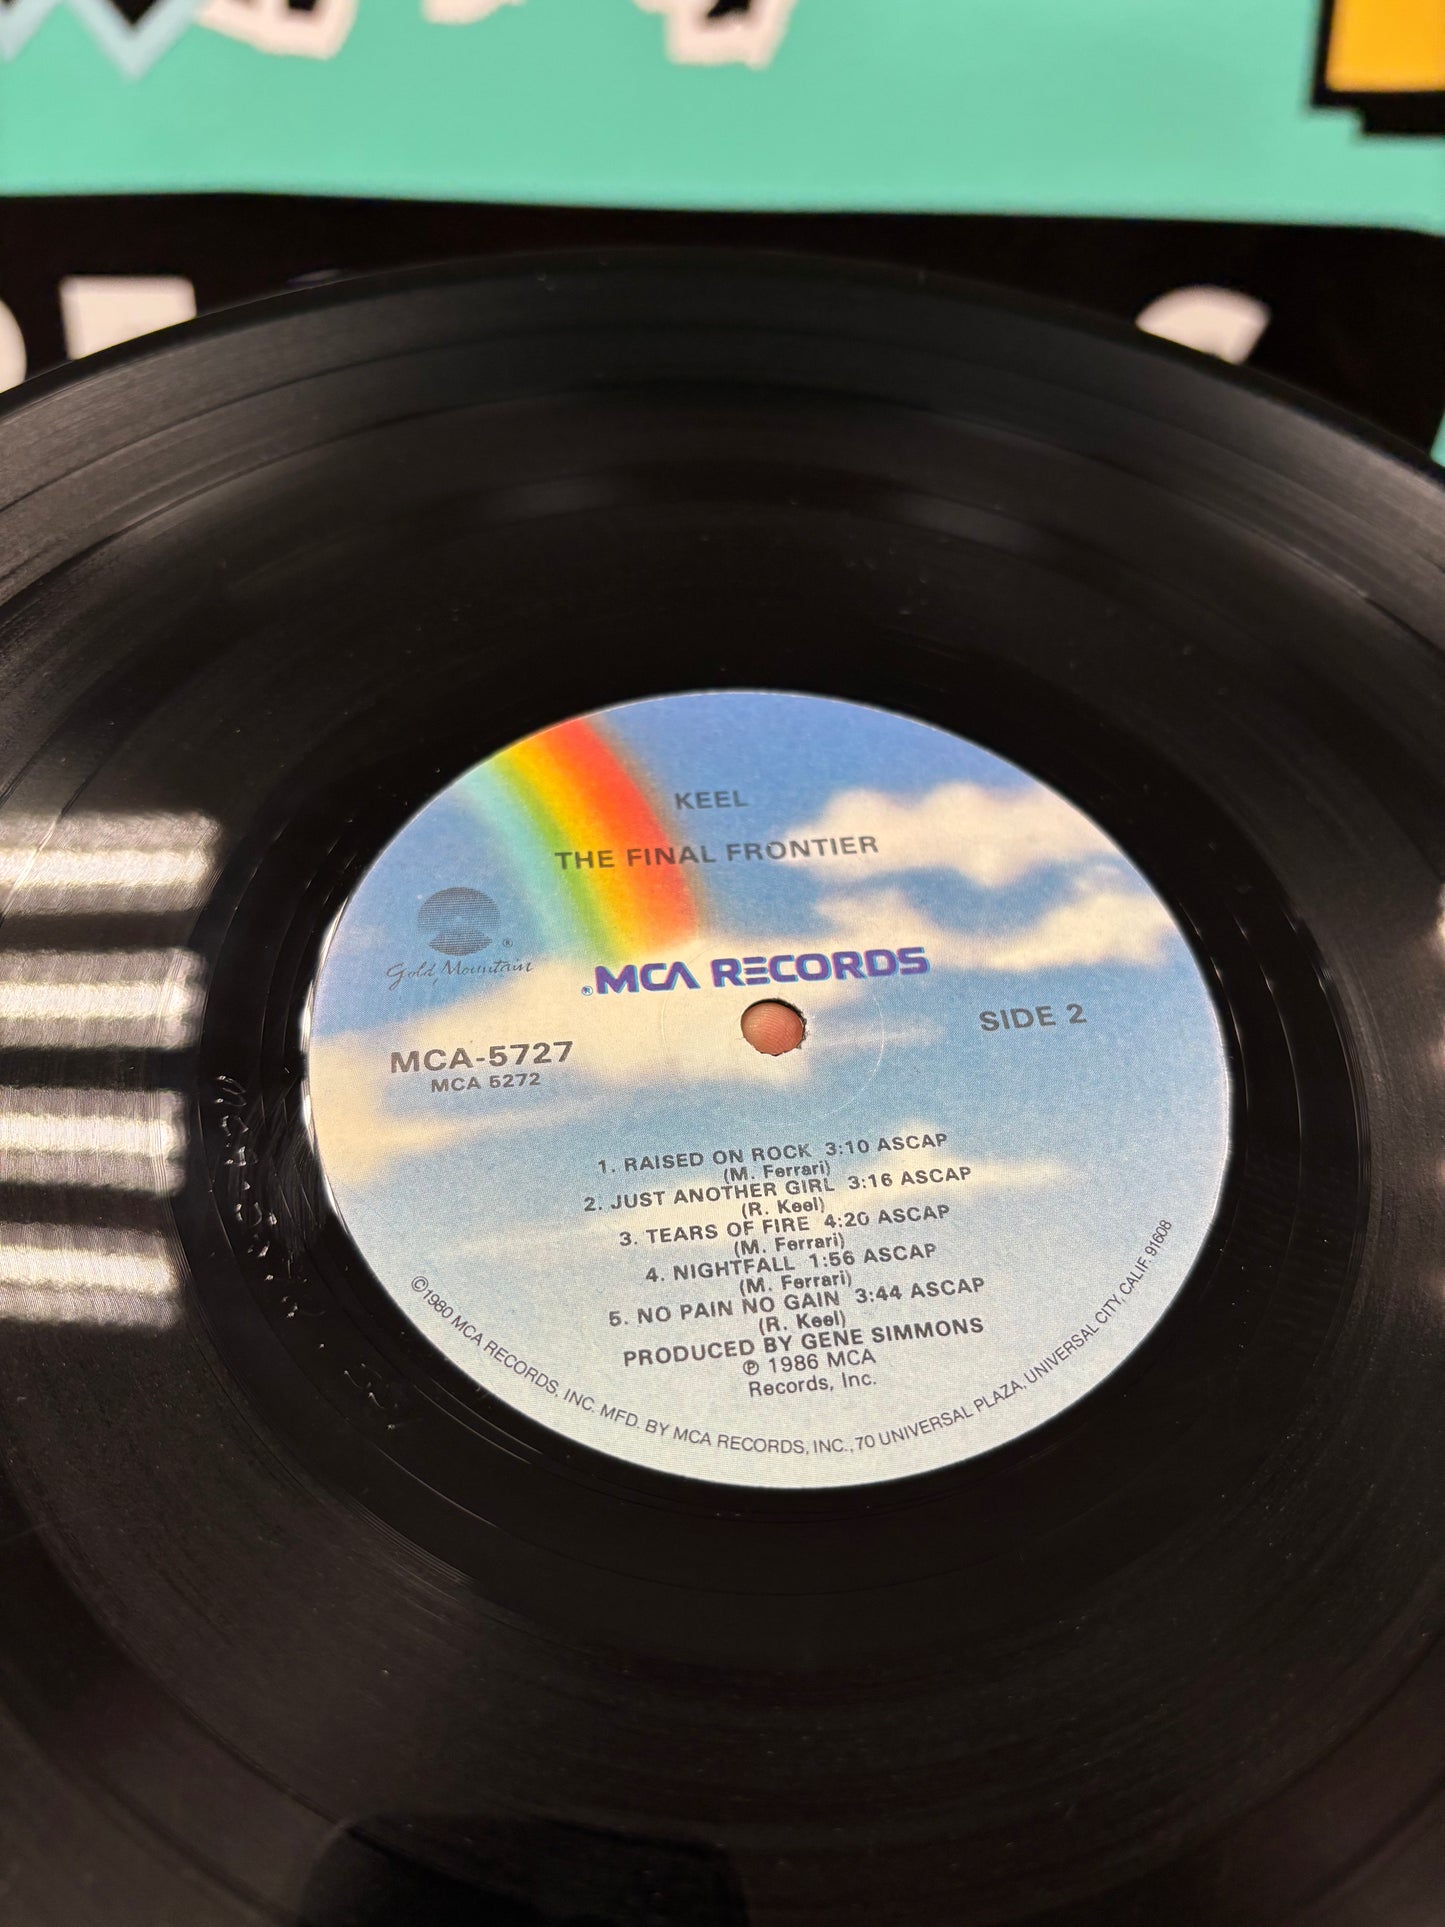 KEEL
THE FINAL FRONTIER
Gold Mountain ®
®MCA RECORDS
SIDE 2
MCA-5727
MCA 5272
1. RAISED ON ROCK 3:10 ASCAP
(M. Ferrari)
2. JUST ANOTHER GIRL 3:16 ASCAP
(R. Keel)
3. TEARS OF FIRE 4:20 ASCAP
(M. Ferrari)
4. NIGHTFALL 1:56 ASCAP
(M. Ferrari)
5. NO PAIN NO GAIN 3:44 ASCAP
(R. Keel)
PRODUCED BY GENE SIMMONS
℗ 1986 MCA
Records, Inc.
©1980 MCA RECORDS, INC. MFD. BY MCA RECORDS, INC., 70 UNIVERSAL PLAZA, UNIVERSAL CITY, CALIF. 91608